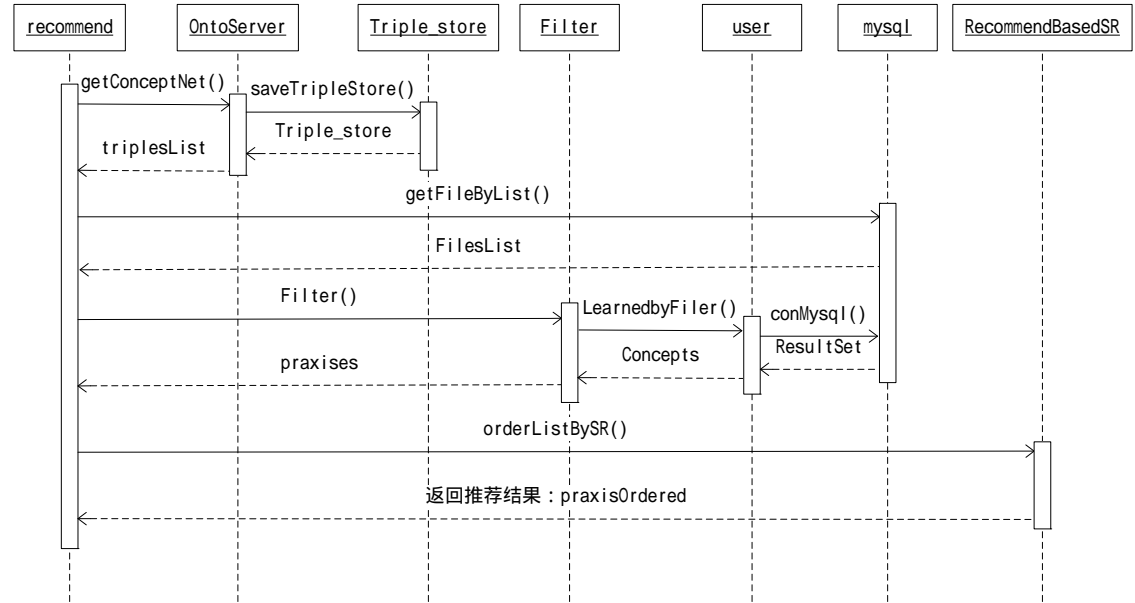 recommend
OntoServer
Triple_store
Filter
user
mysql
RecommendBasedSR
getConceptNet()
saveTripleStore()
Triple_store
triplesList
getFileByList()
FilesList
Filter()
LearnedbyFiler()
conMysql()
ResultSet
Concepts
praxises
orderListBySR()
返回推荐结果：praxisOrdered